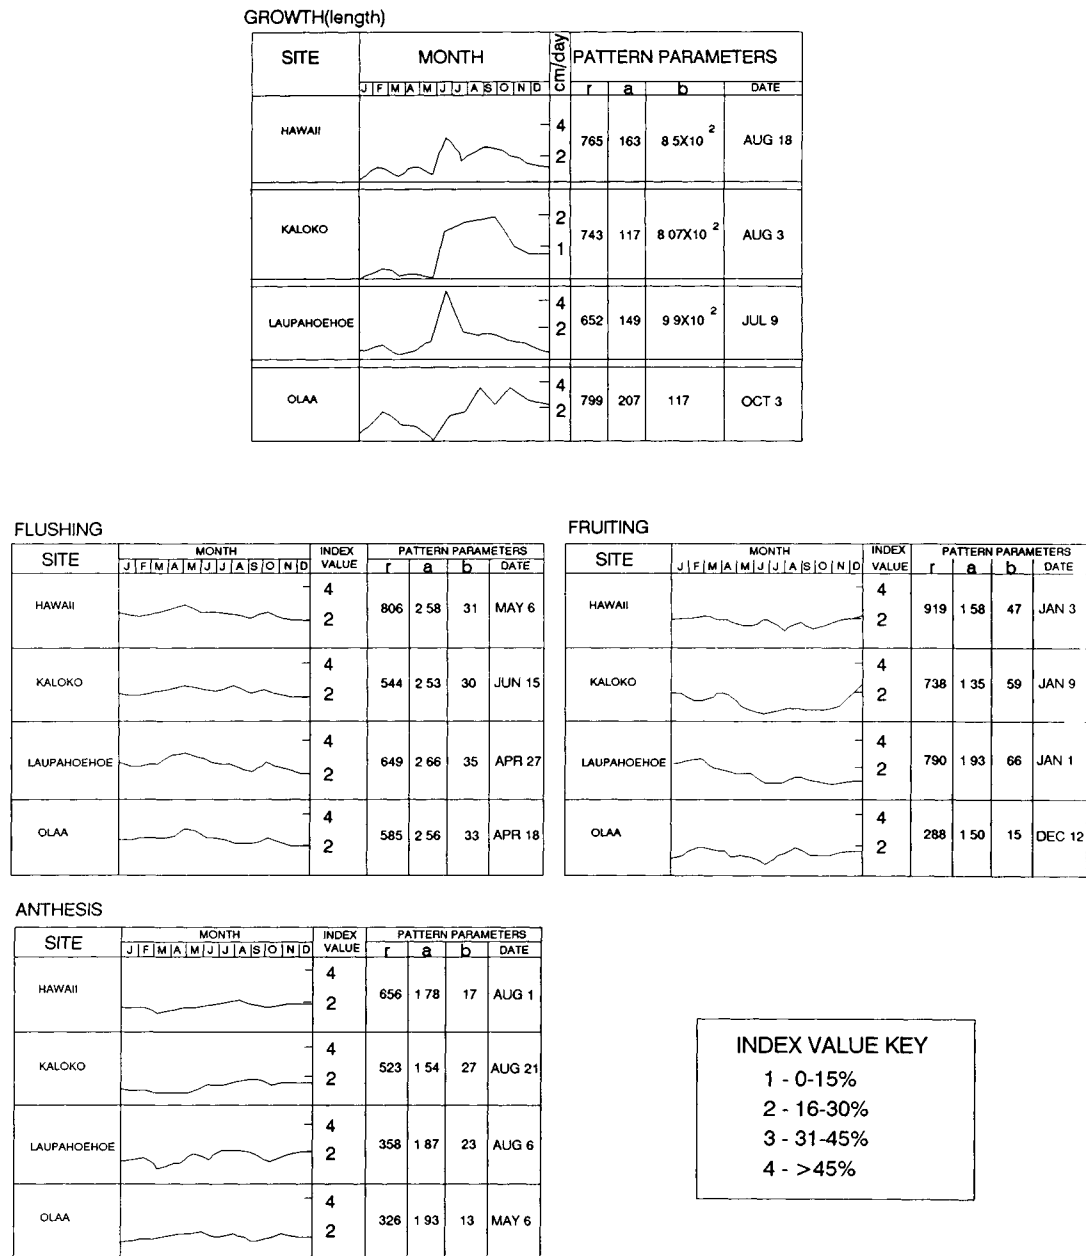 GROWTH(length)
SITE MONTH cm/day PATTERN PARAMETERS
J F M A M J J A S O N D r a b DATE
HAWAII 4 2 765 163 8 5X10 2 AUG 18
KALOKO 2 1 743 117 8 07X10 2 AUG 3
LAUPAHOEHOE 4 2 652 149 9 9X10 2 JUL 9
OLAA 4 2 799 207 117 OCT 3
FLUSHING
SITE MONTH INDEX VALUE PATTERN PARAMETERS
J F M A M J J A S O N D r a b DATE
HAWAII 4 2 806 2 58 31 MAY 6
KALOKO 4 2 544 2 53 30 JUN 15
LAUPAHOEHOE 4 2 649 2 66 35 APR 27
OLAA 4 2 585 2 56 33 APR 18
FRUITING
SITE MONTH INDEX VALUE PATTERN PARAMETERS
J F M A M J J A S O N D r a b DATE
HAWAII 4 2 919 1 58 47 JAN 3
KALOKO 4 2 738 1 35 59 JAN 9
LAUPAHOEHOE 4 2 790 1 93 66 JAN 1
OLAA 4 2 288 1 50 15 DEC 12
ANTHESIS
SITE MONTH INDEX VALUE PATTERN PARAMETERS
J F M A M J J A S O N D r a b DATE
HAWAII 4 2 656 1 78 17 AUG 1
KALOKO 4 2 523 1 54 27 AUG 21
LAUPAHOEHOE 4 2 358 1 87 23 AUG 6
OLAA 4 2 326 1 93 13 MAY 6
INDEX VALUE KEY
1 - 0-15%
2 - 16-30%
3 - 31-45%
4 - >45%